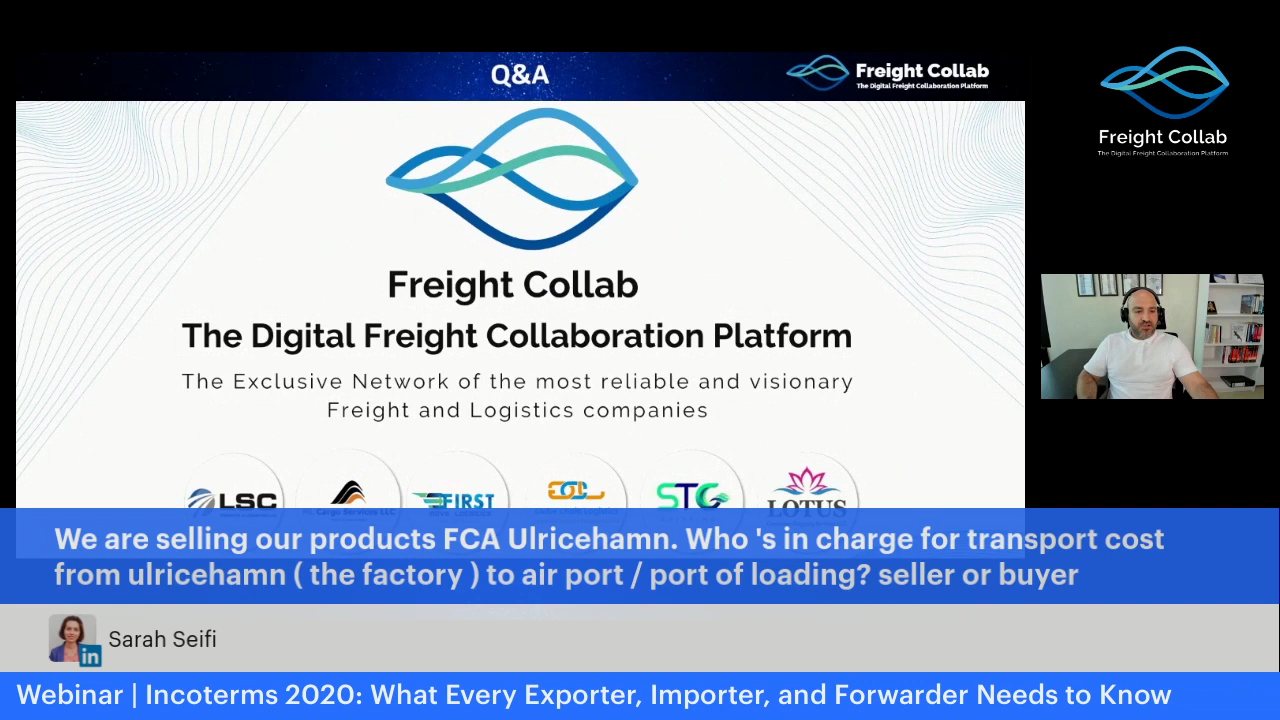 Q&A
Freight Collab
The Digital Freight Collaboration Platform
Freight Collab
The Digital Freight Collaboration Platform
Freight Collab
The Digital Freight Collaboration Platform
The Exclusive Network of the most reliable and visionary
Freight and Logistics companies
LSC
FIRST
STG
LOTUS
We are selling our products FCA Ulricehamn. Who 's in charge for transport cost
from ulricehamn ( the factory ) to air port / port of loading? seller or buyer
Sarah Seifi
in
Webinar | Incoterms 2020: What Every Exporter, Importer, and Forwarder Needs to Know